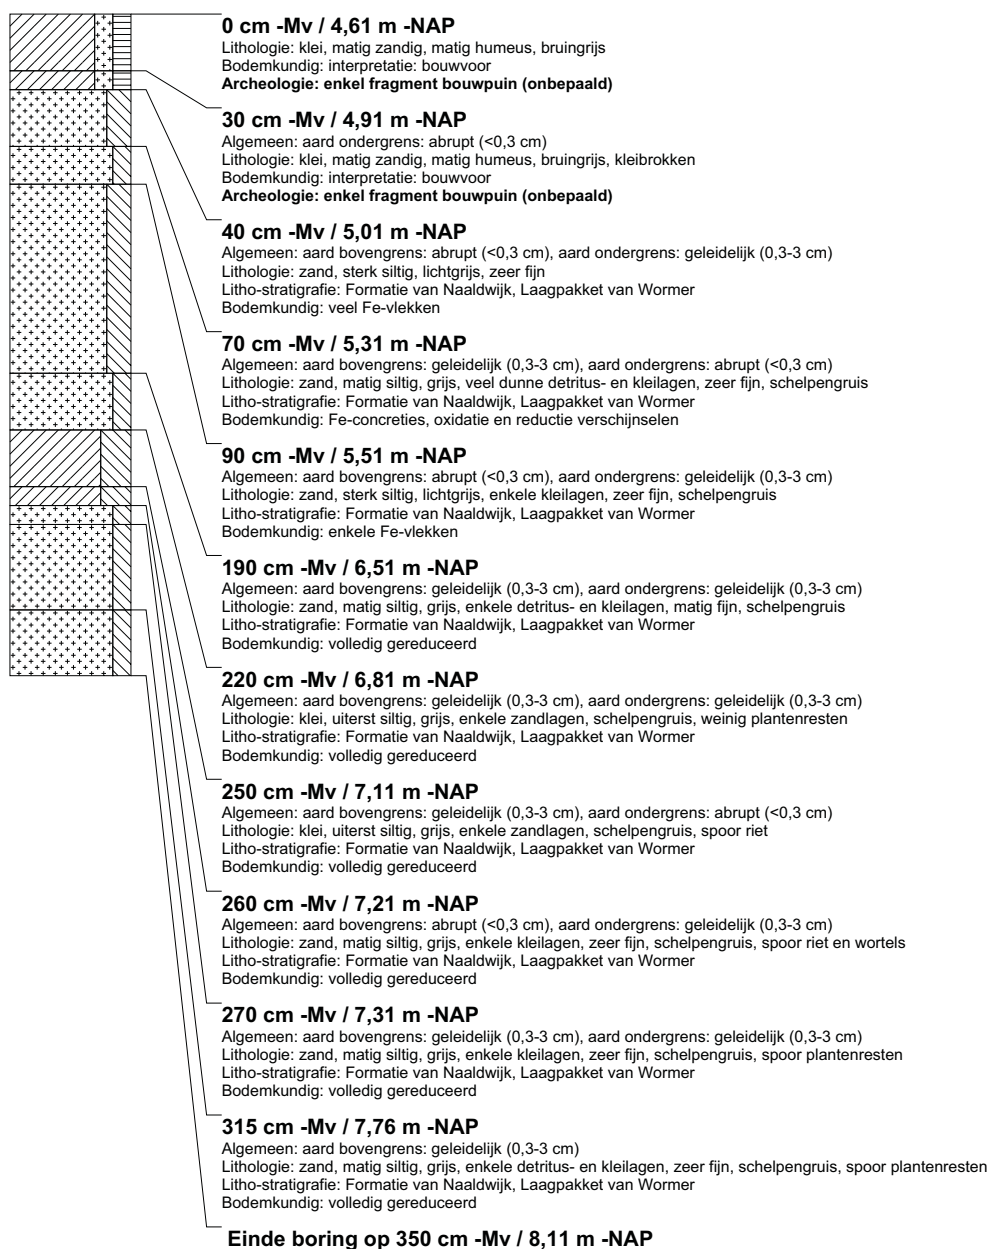 0 cm -Mv / 4,61 m -NAP
Lithologie: klei, matig zandig, matig humeus, bruingrijs
Bodemkundig: interpretatie: bouwvoor
Archeologie: enkel fragment bouwpuin (onbepaald)
30 cm -Mv / 4,91 m -NAP
Algemeen: aard ondergrens: abrupt (<0,3 cm)
Lithologie: klei, matig zandig, matig humeus, bruingrijs, kleibrokken
Bodemkundig: interpretatie: bouwvoor
Archeologie: enkel fragment bouwpuin (onbepaald)
40 cm -Mv / 5,01 m -NAP
Algemeen: aard bovengrens: abrupt (<0,3 cm), aard ondergrens: geleidelijk (0,3-3 cm)
Lithologie: zand, sterk siltig, lichtgrijs, zeer fijn
Litho-stratigrafie: Formatie van Naaldwijk, Laagpakket van Wormer
Bodemkundig: veel Fe-vlekken
70 cm -Mv / 5,31 m -NAP
Algemeen: aard bovengrens: geleidelijk (0,3-3 cm), aard ondergrens: abrupt (<0,3 cm)
Lithologie: zand, matig siltig, grijs, veel dunne detritus- en kleilagen, zeer fijn, schelpengruis
Litho-stratigrafie: Formatie van Naaldwijk, Laagpakket van Wormer
Bodemkundig: Fe-concreties, oxidatie en reductie verschijnselen
90 cm -Mv / 5,51 m -NAP
Algemeen: aard bovengrens: abrupt (<0,3 cm), aard ondergrens: geleidelijk (0,3-3 cm)
Lithologie: zand, sterk siltig, lichtgrijs, enkele kleilagen, zeer fijn, schelpengruis
Litho-stratigrafie: Formatie van Naaldwijk, Laagpakket van Wormer
Bodemkundig: enkele Fe-vlekken
190 cm -Mv / 6,51 m -NAP
Algemeen: aard bovengrens: geleidelijk (0,3-3 cm), aard ondergrens: geleidelijk (0,3-3 cm)
Lithologie: zand, matig siltig, grijs, enkele detritus- en kleilagen, matig fijn, schelpengruis
Litho-stratigrafie: Formatie van Naaldwijk, Laagpakket van Wormer
Bodemkundig: volledig gereduceerd
220 cm -Mv / 6,81 m -NAP
Algemeen: aard bovengrens: geleidelijk (0,3-3 cm), aard ondergrens: geleidelijk (0,3-3 cm)
Lithologie: klei, uiterst siltig, grijs, enkele zandlagen, schelpengruis, weinig plantenresten
Litho-stratigrafie: Formatie van Naaldwijk, Laagpakket van Wormer
Bodemkundig: volledig gereduceerd
250 cm -Mv / 7,11 m -NAP
Algemeen: aard bovengrens: geleidelijk (0,3-3 cm), aard ondergrens: abrupt (<0,3 cm)
Lithologie: klei, uiterst siltig, grijs, enkele zandlagen, schelpengruis, spoor riet
Litho-stratigrafie: Formatie van Naaldwijk, Laagpakket van Wormer
Bodemkundig: volledig gereduceerd
260 cm -Mv / 7,21 m -NAP
Algemeen: aard bovengrens: abrupt (<0,3 cm), aard ondergrens: geleidelijk (0,3-3 cm)
Lithologie: zand, matig siltig, grijs, enkele kleilagen, zeer fijn, schelpengruis, spoor riet en wortels
Litho-stratigrafie: Formatie van Naaldwijk, Laagpakket van Wormer
Bodemkundig: volledig gereduceerd
270 cm -Mv / 7,31 m -NAP
Algemeen: aard bovengrens: geleidelijk (0,3-3 cm), aard ondergrens: geleidelijk (0,3-3 cm)
Lithologie: zand, matig siltig, grijs, enkele kleilagen, zeer fijn, schelpengruis, spoor plantenresten
Litho-stratigrafie: Formatie van Naaldwijk, Laagpakket van Wormer
Bodemkundig: volledig gereduceerd
315 cm -Mv / 7,76 m -NAP
Algemeen: aard bovengrens: geleidelijk (0,3-3 cm)
Lithologie: zand, matig siltig, grijs, enkele detritus- en kleilagen, zeer fijn, schelpengruis, spoor plantenresten
Litho-stratigrafie: Formatie van Naaldwijk, Laagpakket van Wormer
Bodemkundig: volledig gereduceerd
Einde boring op 350 cm -Mv / 8,11 m -NAP